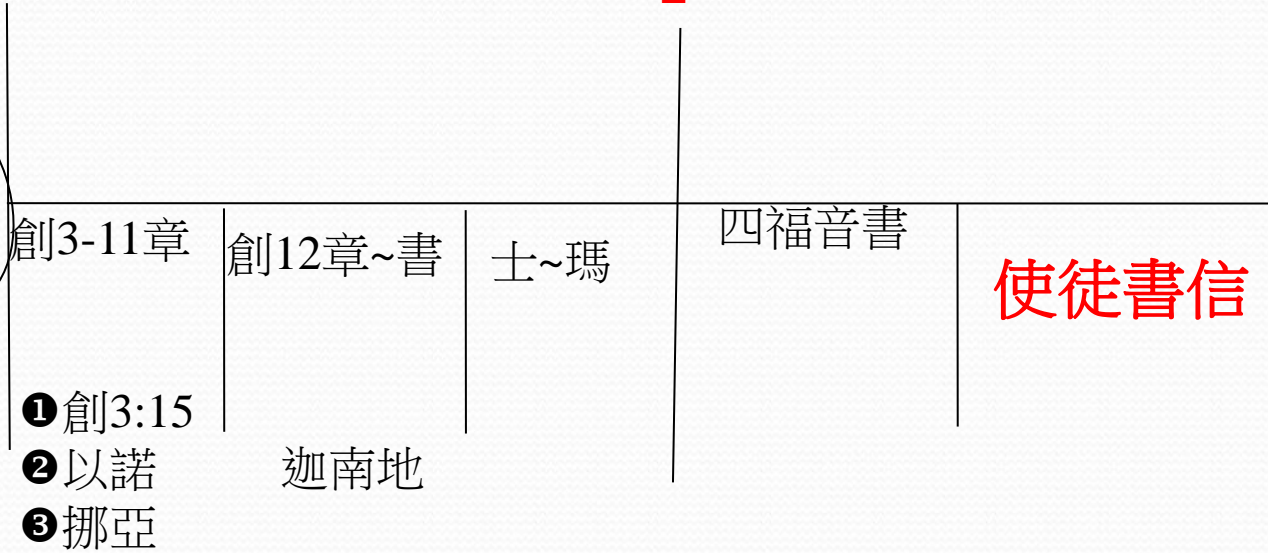 創3-11章
創12章~書
士~瑪
四福音書
使徒書信
❶創3:15
❷以諾
迦南地
❸挪亞